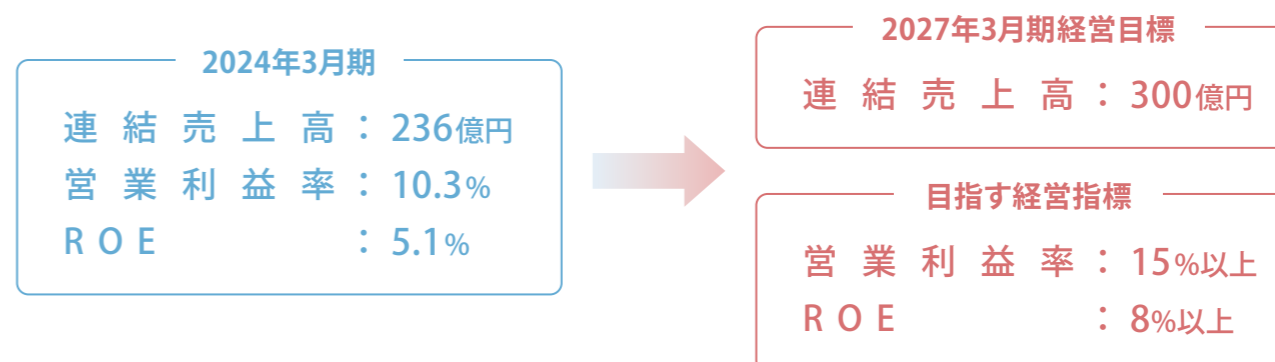 2024年3月期
連結売上高：236億円
営業利益率：10.3%
ROE：5.1%
2027年3月期経営目標
連結売上高：300億円
目指す経営指標
営業利益率：15%以上
ROE：8%以上